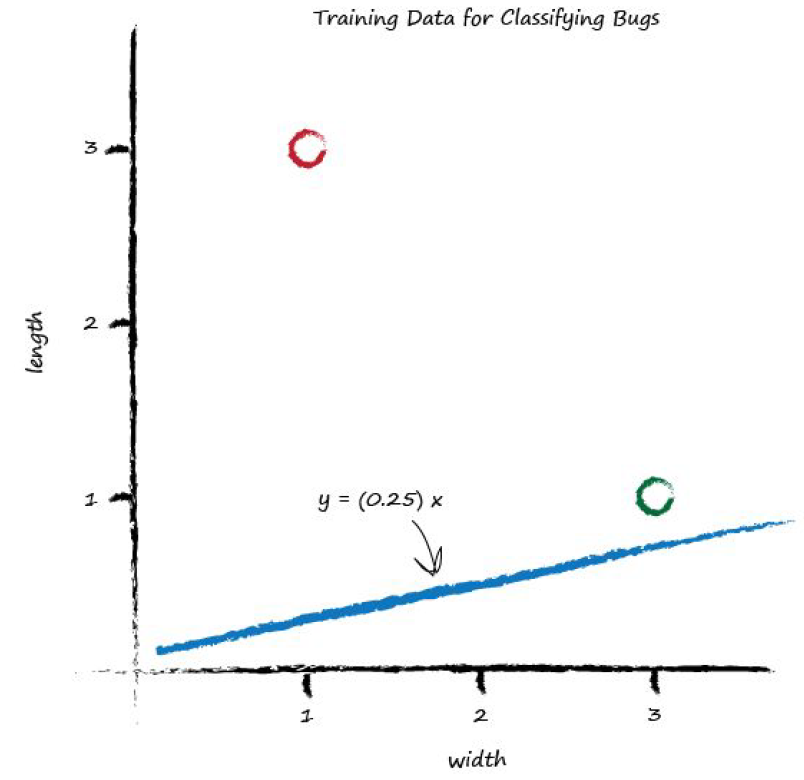 Training Data for Classifying Bugs
3
2
length
1
y = (0.25) x
1
2
3
width